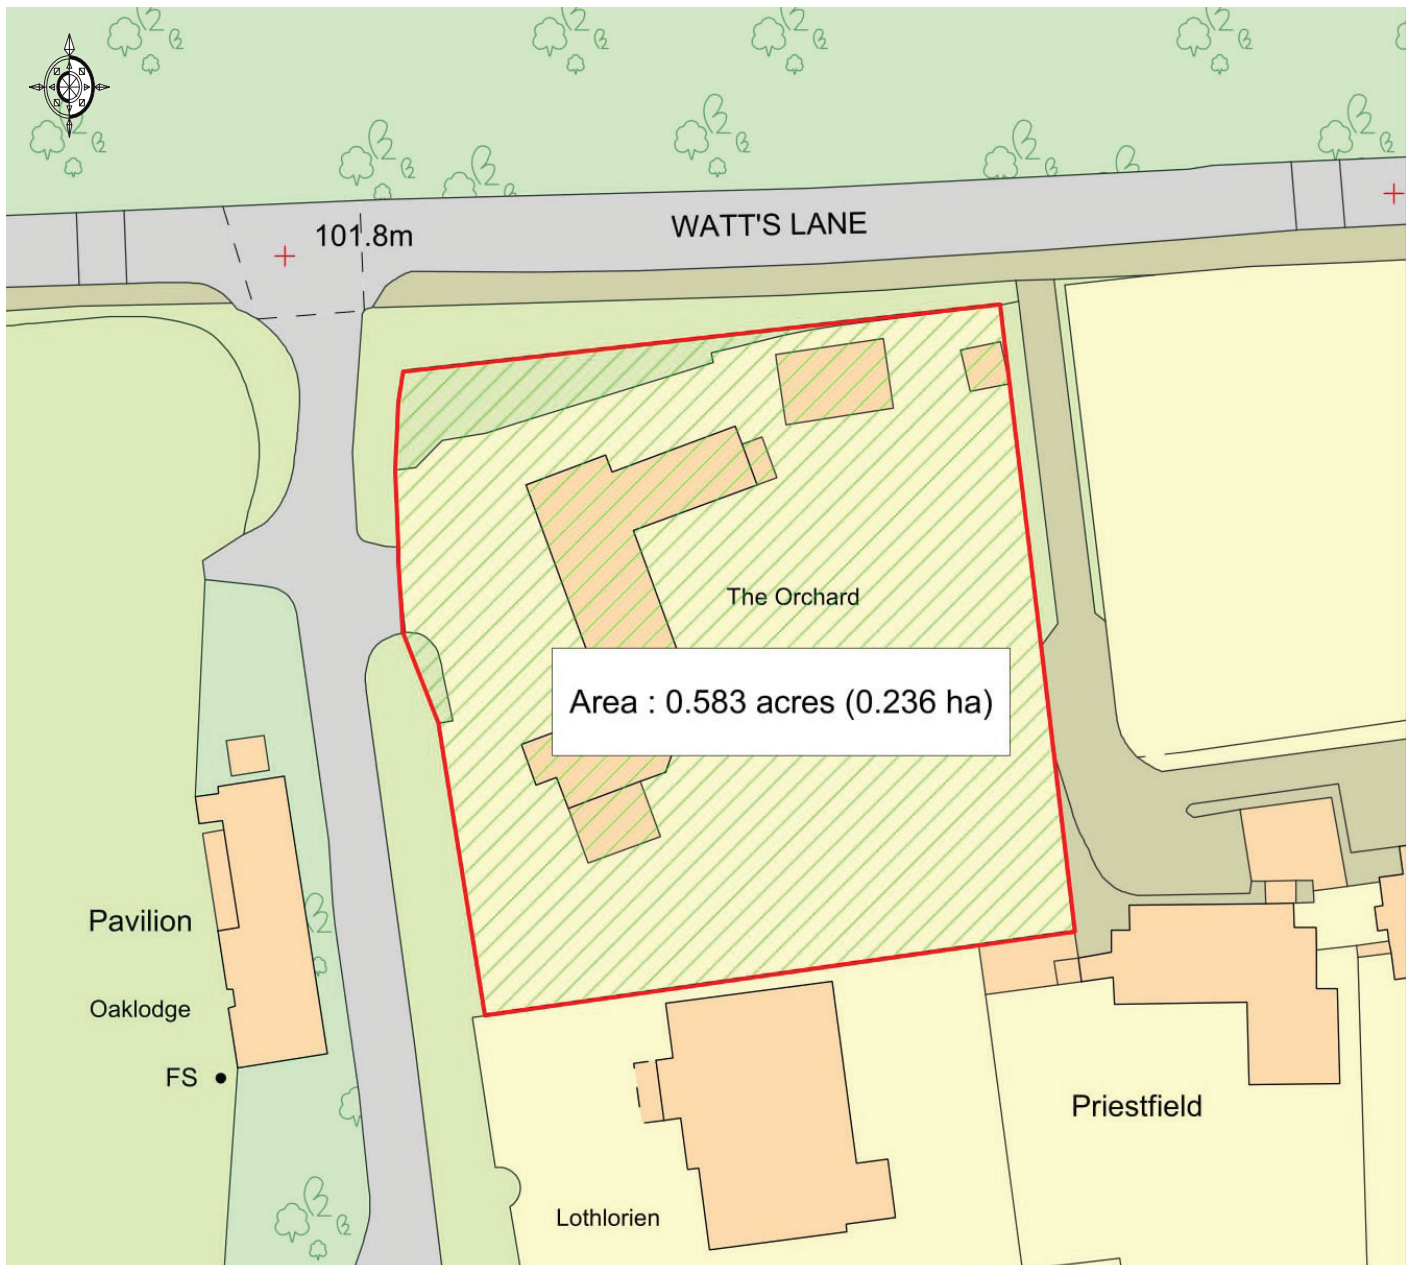 101.8m
WATT'S LANE
The Orchard
Area : 0.583 acres (0.236 ha)
Pavilion
Oaklodge
FS
Priestfield
Lothlorien